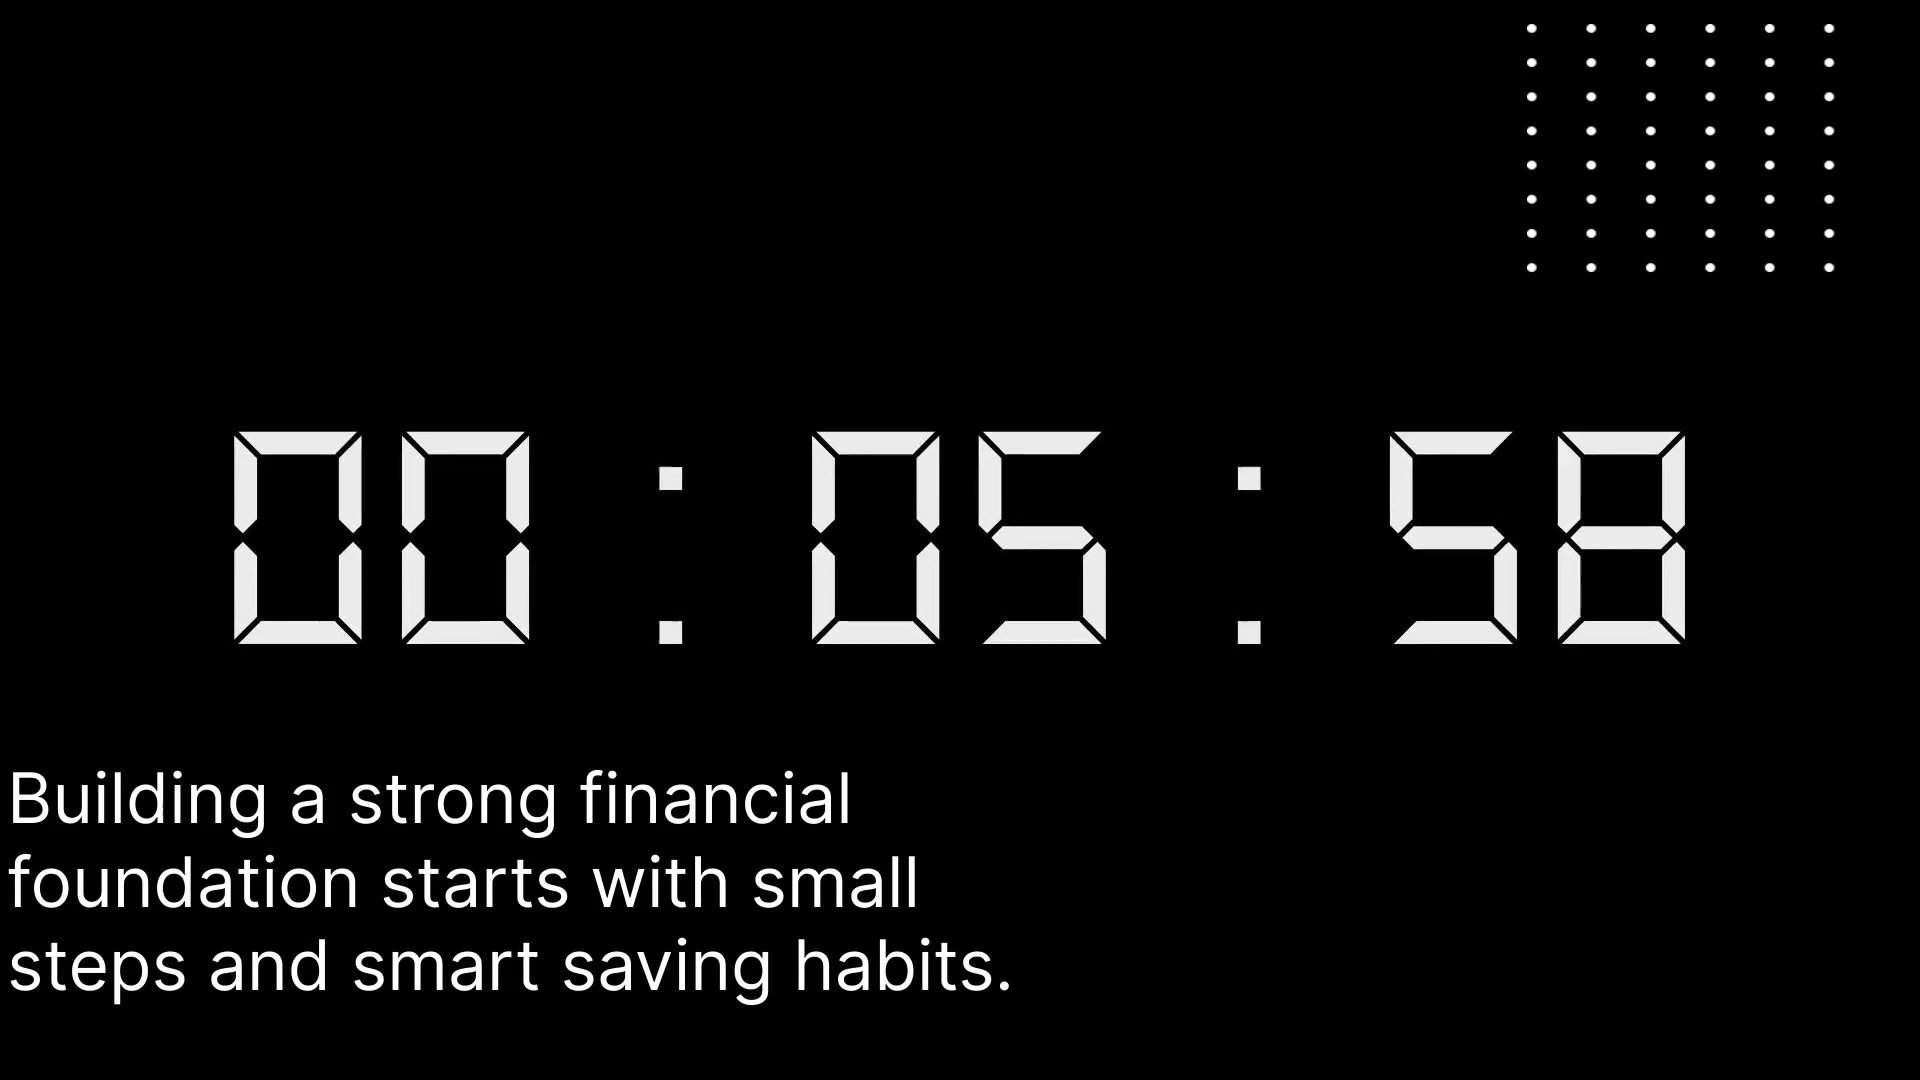 00 : 05 : 58
Building a strong financial
foundation starts with small
steps and smart saving habits.